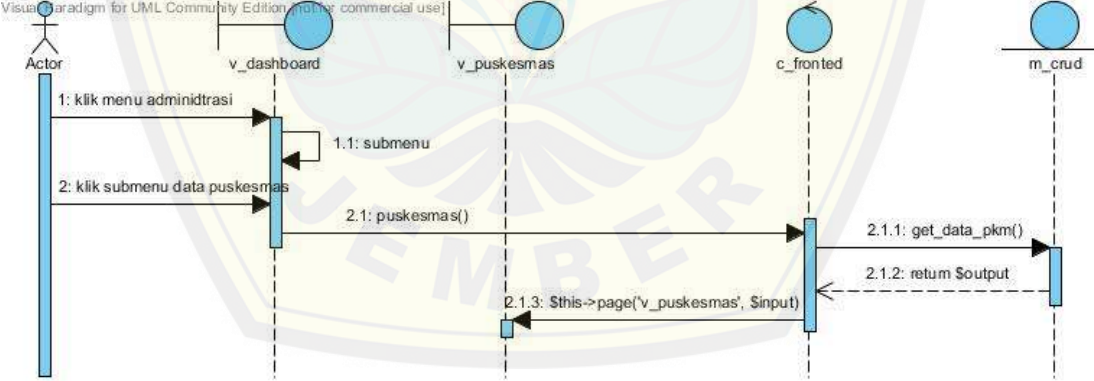 Visual Paradigm for UML Community Edition [not for commercial use]
Actor
v_dashboard
v_puskesmas
c_fronted
m_crud
1: klik menu adminidtrasi
1.1: submenu
2: klik submenu data puskesmas
2.1: puskesmas()
2.1.1: get_data_pkm()
2.1.2: return $output
2.1.3: $this->page('v_puskesmas', $input)
JEMBER